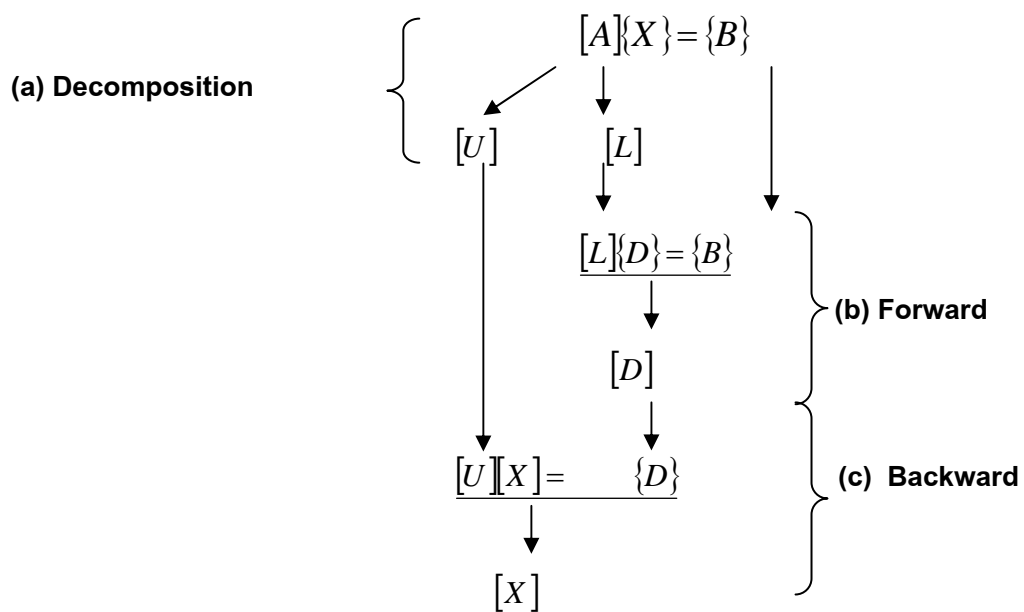 [A]{X} = {B}
(a) Decomposition
[U] [L]
[L]{D} = {B}
(b) Forward
[D]
[U][X] = {D}
(c) Backward
[X]